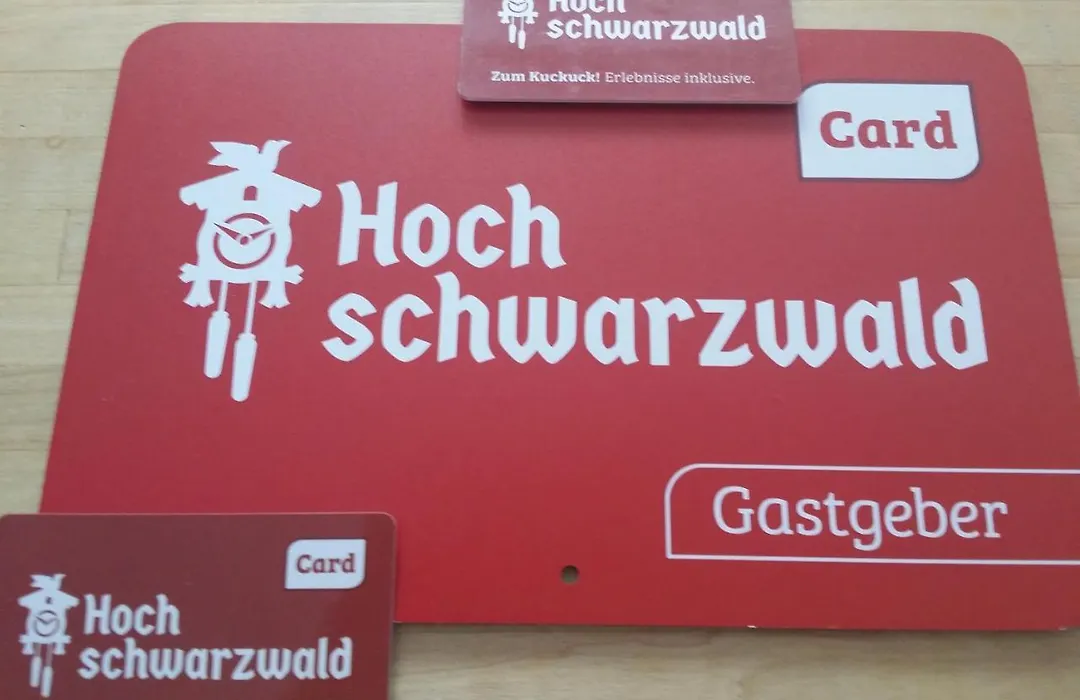 Hoch
schwarzwald
Zum Kuckuck! Erlebnisse inklusive.
Card
Hoch
schwarzwald
Gastgeber
Card
Hoch
schwarzwald